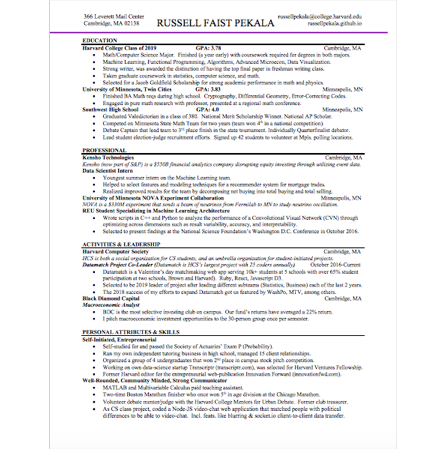 366 Leverett Mail Center
Cambridge, MA 02138
RUSSELL FAIST PEKALA
russellpekala@college.harvard.edu
russellpekala.github.io
EDUCATION
Harvard College Class of 2019 GPA: 3.78 Cambridge, MA
• Math/Computer Science Major. Finished (a year early) with coursework required for degrees in both majors.
• Machine Learning, Functional Programming, Algorithms, Advanced Microecon, Data Visualization.
• Strong writer, was awarded the distinction of having the top final paper in freshman writing class.
• Taken graduate coursework in statistics, computer science, and math.
• Selected for a Jacob Goldfield Scholarship for strong academic performance in math and physics.
University of Minnesota, Twin Cities GPA: 3.83 Minneapolis, MN
• Finished BA Math reqs during high school. Cryptography, Differential Geometry, Error-Correcting Codes.
• Engaged in pure math research with professor, presented at a regional math conference.
Southwest High School GPA: 4.0 Minneapolis, MN
• Graduated Valedictorian in a class of 380. National Merit Scholarship Winner. National AP Scholar.
• Competed on Minnesota State Math Team for two years (team won 4th in a national competition)
• Debate Captain that lead team to 3rd place finish in the state tournament. Individually Quarterfinalist debater.
• Lead student election-judge recruitment efforts. Signed up 42 students to volunteer at Mpls. polling locations.
PROFESSIONAL
Kensho Technologies Cambridge, MA
Kensho (now part of S&P) is a $550B financial analytics company disrupting equity investing through utilizing event data.
Data Scientist Intern
• Youngest summer intern on the Machine Learning team.
• Helped to select features and modeling techniques for a recommender system for mortgage trades.
• Realized improved results for the team by decomposing net buying into total buying and total selling.
University of Minnesota NOVA Experiment Collaboration Minneapolis, MN
NOVA is a $300M experiment that sends a beam of neutrinos from Fermilab to MN to study neutrino oscillation.
REU Student Specializing in Machine Learning Architecture
• Wrote scripts in C++ and Python to analyze the performance of a Convolutional Visual Network (CVN) through
optimizing across dimensions such as result variability, accuracy, and interpretability.
• Selected to present findings at the National Science Foundation's Washington D.C. Conference in October 2016.
ACTIVITIES & LEADERSHIP
Harvard Computer Society Cambridge, MA
HCS is both a social organization for CS students, and an umbrella organization for student-initiated projects.
Datamatch Project Co-Leader (Datamatch is HCS's largest project with 25 coders annually) October 2016-Current
• Datamatch is a Valentine's day matchmaking web app serving 10k+ students at 5 schools with over 65% student
participation at two schools, Brown and Harvard). Ruby, React, Javascript D3.
• Selected to be 2019 leader of project after leading different subteams (Statistics, Business) each of the last 2 years.
• The 2018 success of my efforts to expand Datamatch got us featured by WashPo, MTV, among others.
Black Diamond Capital Cambridge, MA
Macroeconomic Analyst
• BDC is the most selective investing club on campus. Our fund's returns have averaged a 22% return.
• I pitch macroeconomic investment opportunities to the 30-person group once per semester.
PERSONAL ATTRIBUTES & SKILLS
Self-Initiated, Entrepreneurial
• Self-studied for and passed the Society of Actuaries' Exam P (Probability).
• Ran my own independent tutoring business in high school, managed 15 client relationships.
• Organized a group of 4 undergraduates that won 2nd place in campus stock pitch competition.
• Working on own data-science startup Transcriptr (transcriptr.com), was selected for Harvard Ventures Fellowship.
• Former Harvard editor for the entrepreneurial web-publication Innovation Forward (innovationfwd.com).
Well-Rounded, Community Minded, Strong Communicator
• MATLAB and Multivariable Calculus paid teaching assistant.
• Two-time Boston Marathon finisher who once won 5th in age division at the Chicago Marathon.
• Volunteer debate mentor/judge with the Harvard College Mentors for Urban Debate. Former club treasurer.
• As CS class project, coded a Node-JS video-chat web application that matched people with political
differences to be able to video-chat. Incl. feats. like blurring & socket.io client-to-client data transfer.